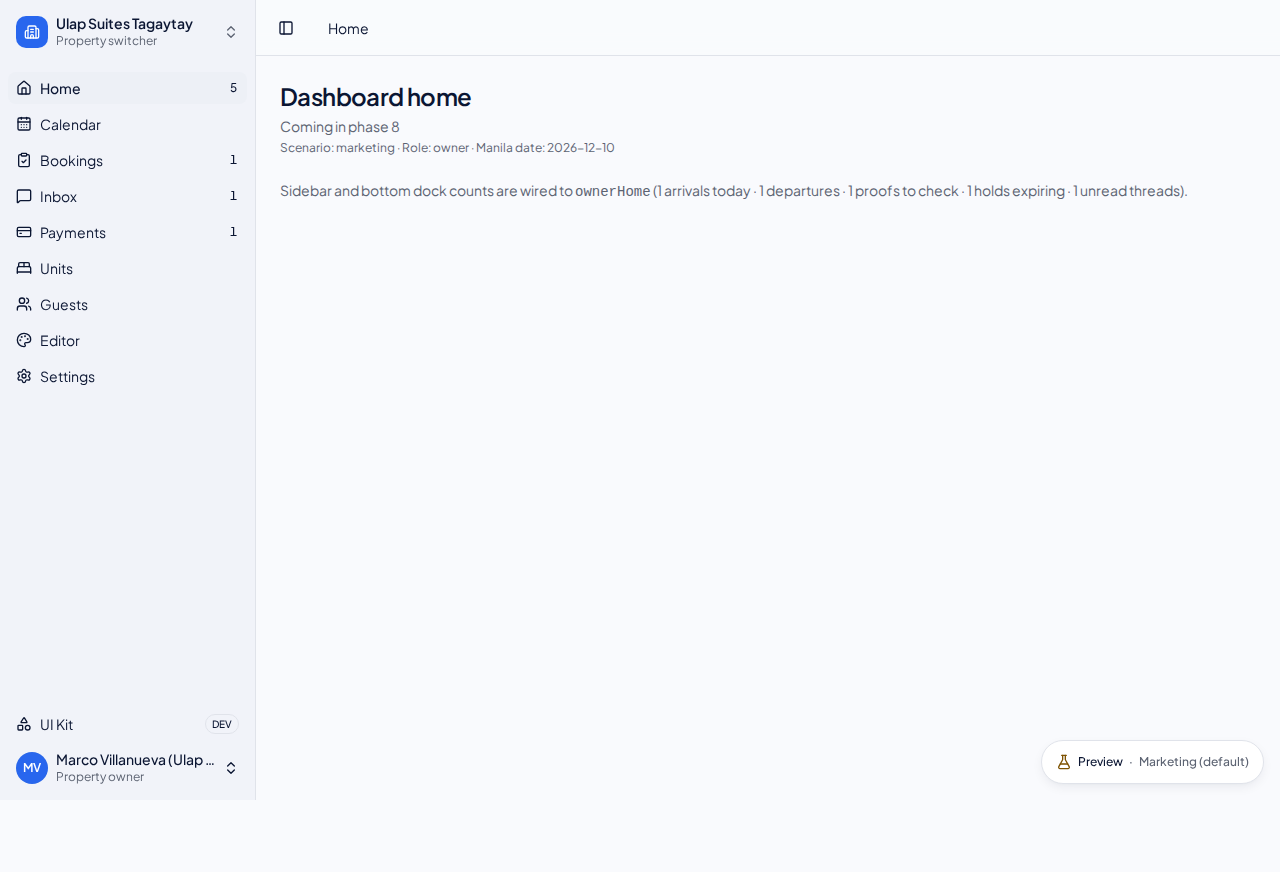 Ulap Suites Tagaytay
Property switcher
Home 5
Calendar
Bookings 1
Inbox 1
Payments 1
Units
Guests
Editor
Settings
UI Kit DEV
MV Marco Villanueva (Ulap ...
Property owner
Home
Dashboard home
Coming in phase 8
Scenario: marketing · Role: owner · Manila date: 2026-12-10
Sidebar and bottom dock counts are wired to ownerHome (1 arrivals today · 1 departures · 1 proofs to check · 1 holds expiring · 1 unread threads).
Preview · Marketing (default)